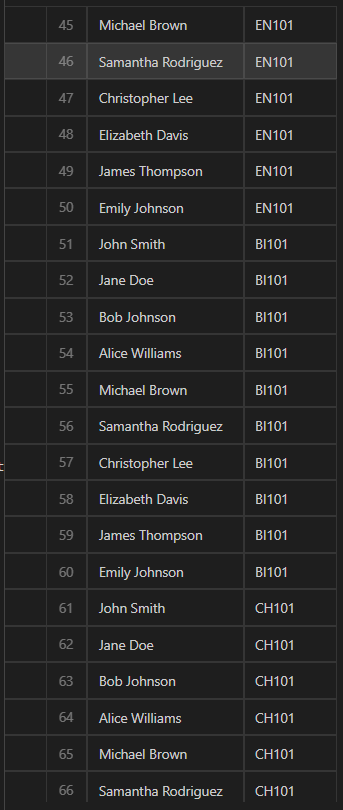 45 Michael Brown EN101
46 Samantha Rodriguez EN101
47 Christopher Lee EN101
48 Elizabeth Davis EN101
49 James Thompson EN101
50 Emily Johnson EN101
51 John Smith BI101
52 Jane Doe BI101
53 Bob Johnson BI101
54 Alice Williams BI101
55 Michael Brown BI101
56 Samantha Rodriguez BI101
57 Christopher Lee BI101
58 Elizabeth Davis BI101
59 James Thompson BI101
60 Emily Johnson BI101
61 John Smith CH101
62 Jane Doe CH101
63 Bob Johnson CH101
64 Alice Williams CH101
65 Michael Brown CH101
66 Samantha Rodriguez CH101